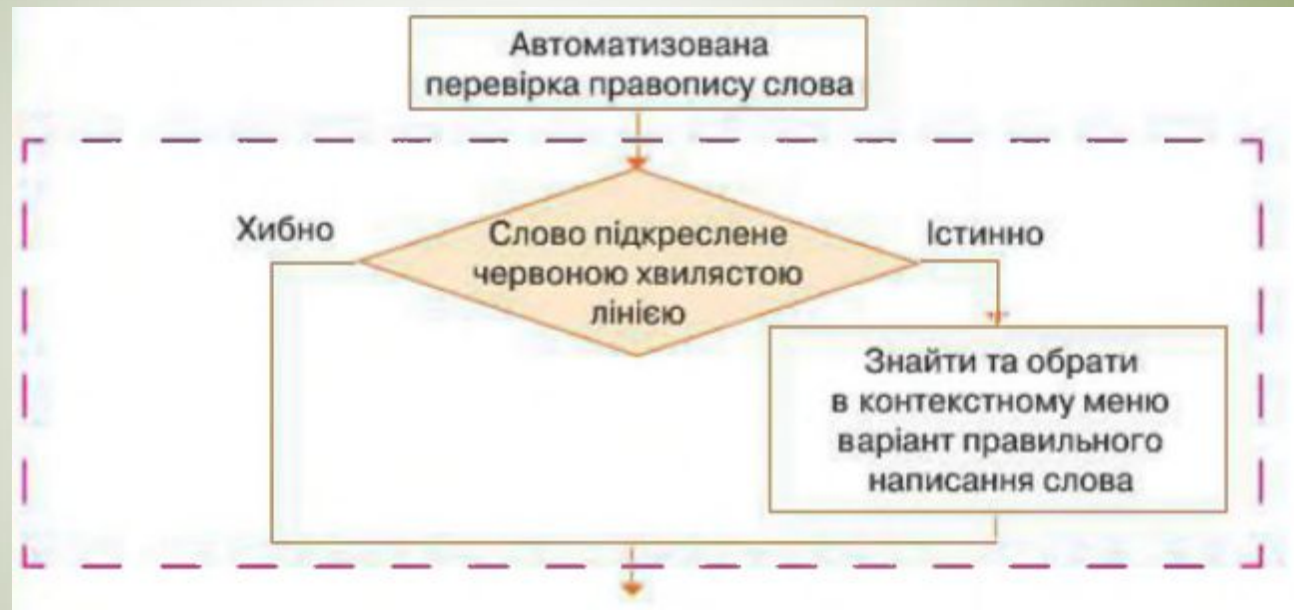 Автоматизована
перевірка правопису слова
Хибно
Істинно
Слово підкреслене
червоною хвилястою
лінією
Знайти та обрати
в контекстному меню
варіант правильного
написання слова